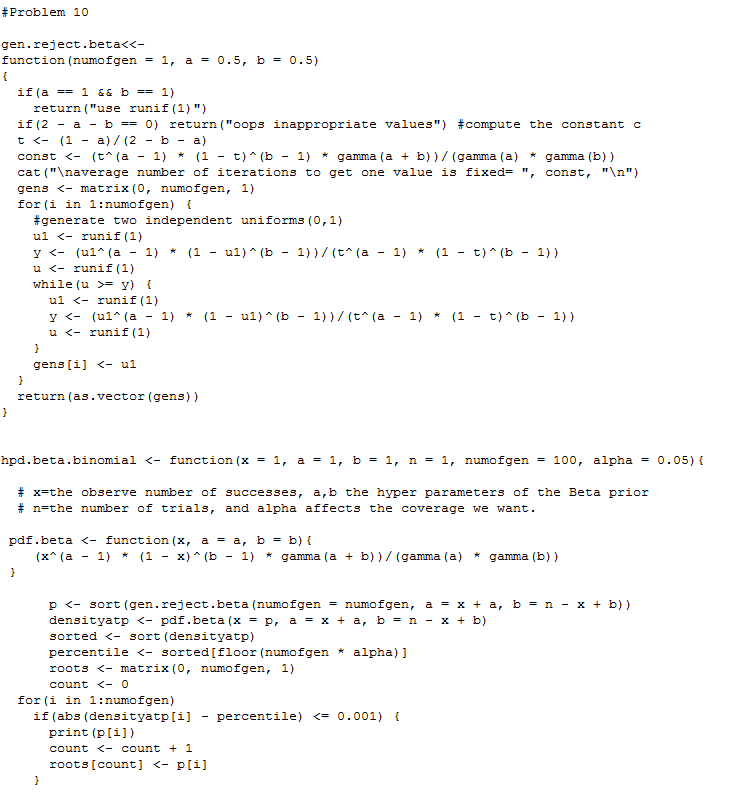 #Problem 10
gen.reject.beta<<-
function(numofgen = 1, a = 0.5, b = 0.5)
{
if(a == 1 && b == 1)
return("use runif(1)")
if(2 - a - b == 0) return("oops inappropriate values") #compute the constant c
t <- (1 - a)/(2 - b - a)
const <- (t^(a - 1) * (1 - t)^(b - 1) * gamma(a + b))/(gamma(a) * gamma(b))
cat("\naverage number of iterations to get one value is fixed= ", const, "\n")
gens <- matrix(0, numofgen, 1)
for(i in 1:numofgen) {
#generate two independent uniforms(0,1)
u1 <- runif(1)
y <- (u1^(a - 1) * (1 - u1)^(b - 1))/(t^(a - 1) * (1 - t)^(b - 1))
u <- runif(1)
while(u >= y) {
u1 <- runif(1)
y <- (u1^(a - 1) * (1 - u1)^(b - 1))/(t^(a - 1) * (1 - t)^(b - 1))
u <- runif(1)
}
gens[i] <- u1
}
return(as.vector(gens))
}
hpd.beta.binomial <- function(x = 1, a = 1, b = 1, n = 1, numofgen = 100, alpha = 0.05){
# x=the observe number of successes, a,b the hyper parameters of the Beta prior
# n=the number of trials, and alpha affects the coverage we want.
pdf.beta <- function(x, a = a, b = b){
(x^(a - 1) * (1 - x)^(b - 1) * gamma(a + b))/(gamma(a) * gamma(b))
}
p <- sort(gen.reject.beta(numofgen = numofgen, a = x + a, b = n - x + b))
densityatp <- pdf.beta(x = p, a = x + a, b = n - x + b)
sorted <- sort(densityatp)
percentile <- sorted[floor(numofgen * alpha)]
roots <- matrix(0, numofgen, 1)
count <- 0
for(i in 1:numofgen)
if(abs(densityatp[i] - percentile) <= 0.001) {
print(p[i])
count <- count + 1
roots[count] <- p[i]
}